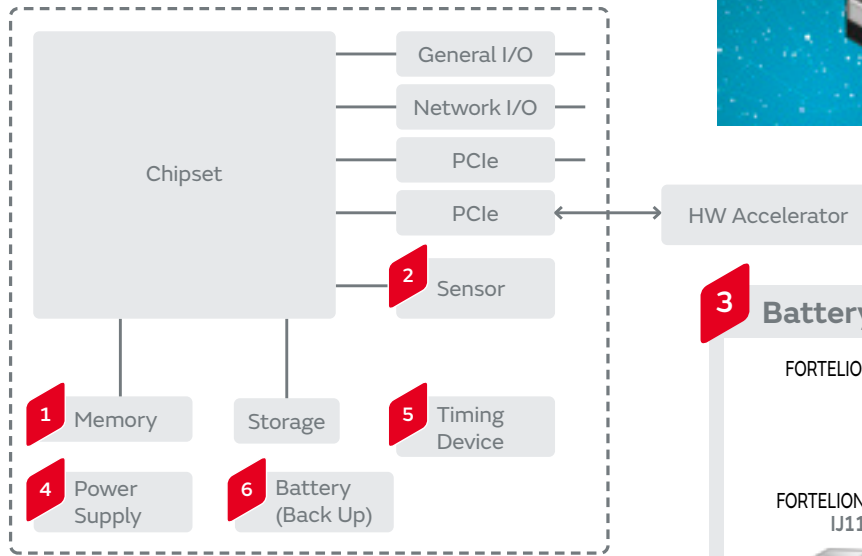 General I/O
Network I/O
Chipset
PCIe
PCIe
HW Accelerator
2
Sensor
3
FORTELIO
1
Memory
Storage
5
Timing
Device
4
Power
Supply
6
Battery
(Back Up)
FORTELION
IJ11